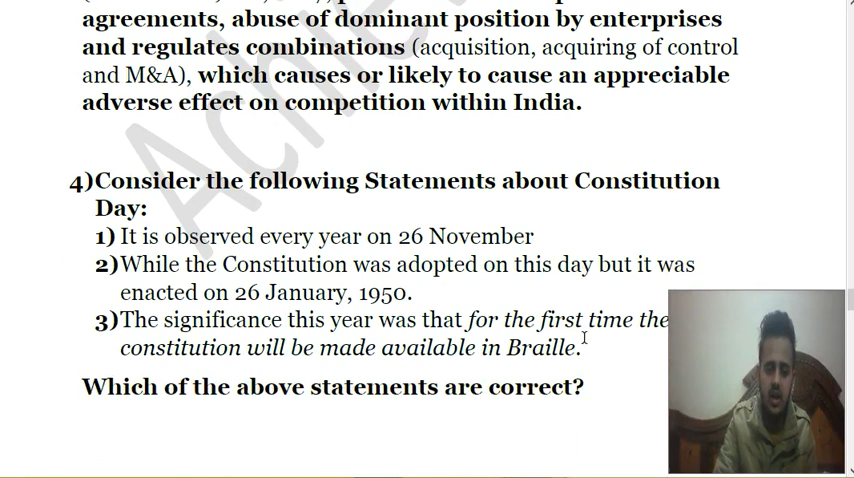 agreements, abuse of dominant position by enterprises
and regulates combinations (acquisition, acquiring of control
and M&A), which causes or likely to cause an appreciable
adverse effect on competition within India.
4)Consider the following Statements about Constitution
Day:
1) It is observed every year on 26 November
2)While the Constitution was adopted on this day but it was
enacted on 26 January, 1950.
3)The significance this year was that for the first time the
constitution will be made available in Braille.
Which of the above statements are correct?